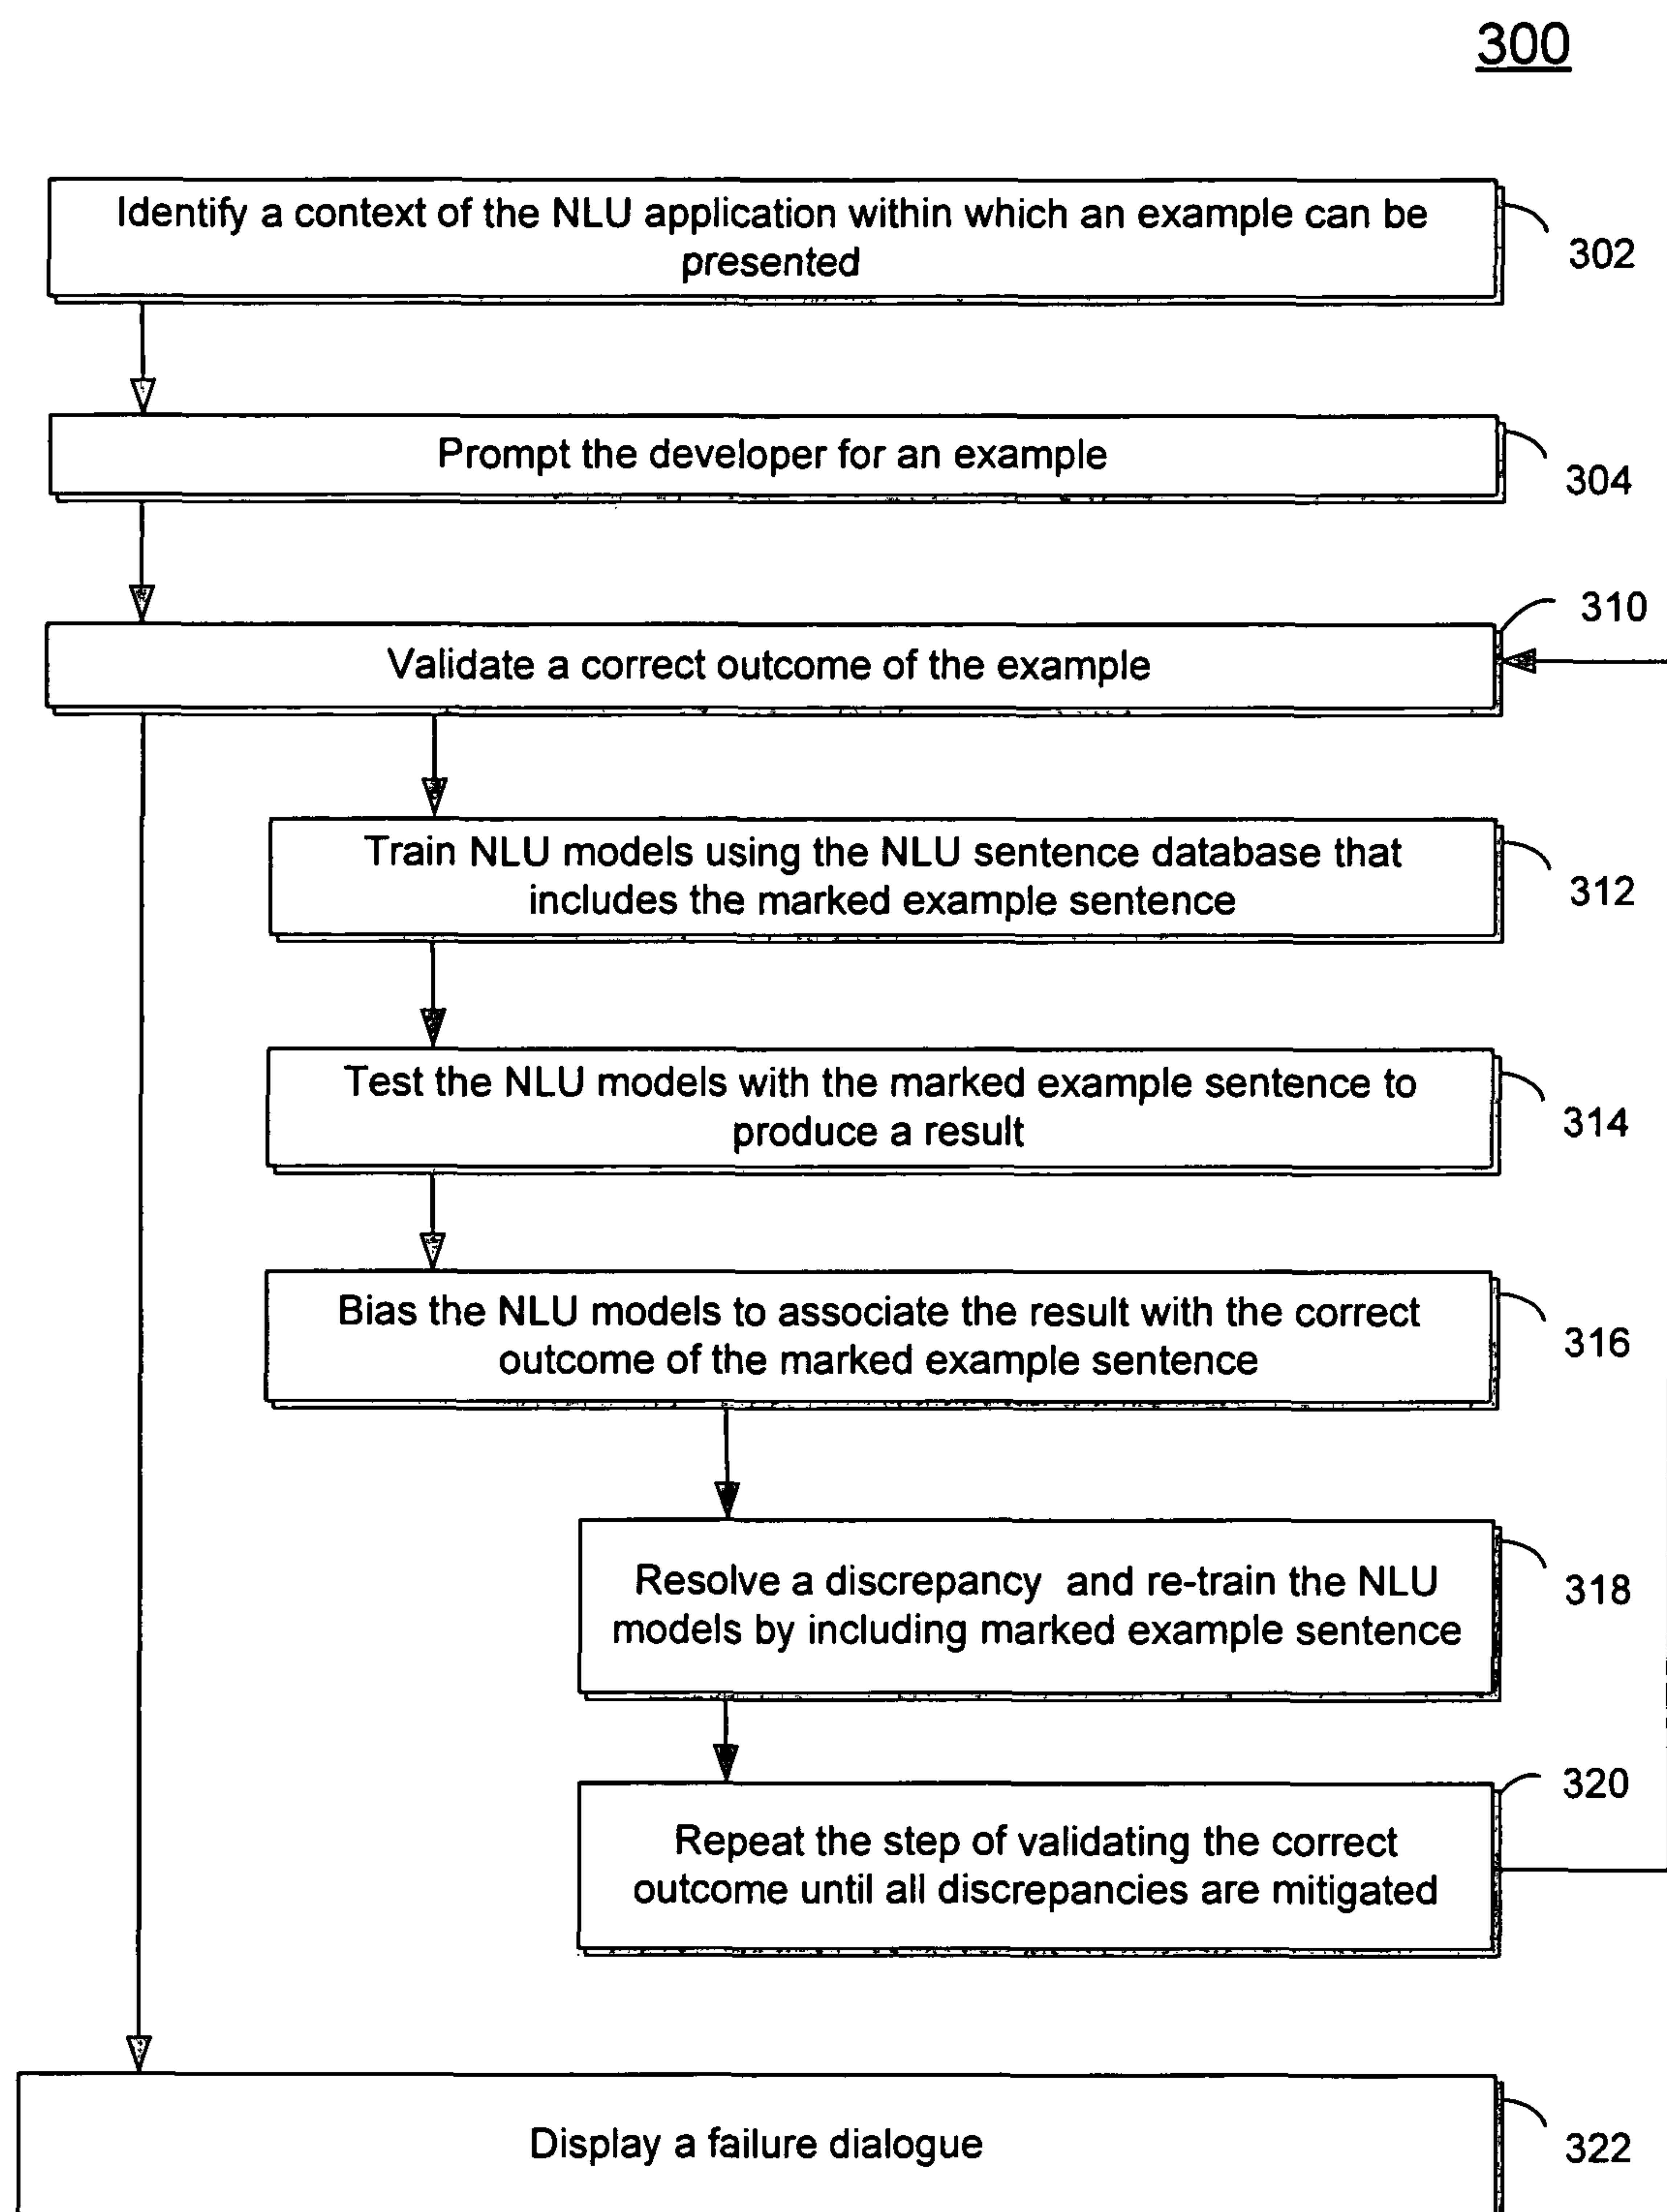 300
Identify a context of the NLU application within which an example can be
presented
302
Prompt the developer for an example
304
310
Validate a correct outcome of the example
Train NLU models using the NLU sentence database that
includes the marked example sentence
312
Test the NLU models with the marked example sentence to
produce a result
314
Bias the NLU models to associate the result with the correct
outcome of the marked example sentence
316
Resolve a discrepancy and re-train the NLU
models by including marked example sentence
318
320
Repeat the step of validating the correct
outcome until all discrepancies are mitigated
Display a failure dialogue
322